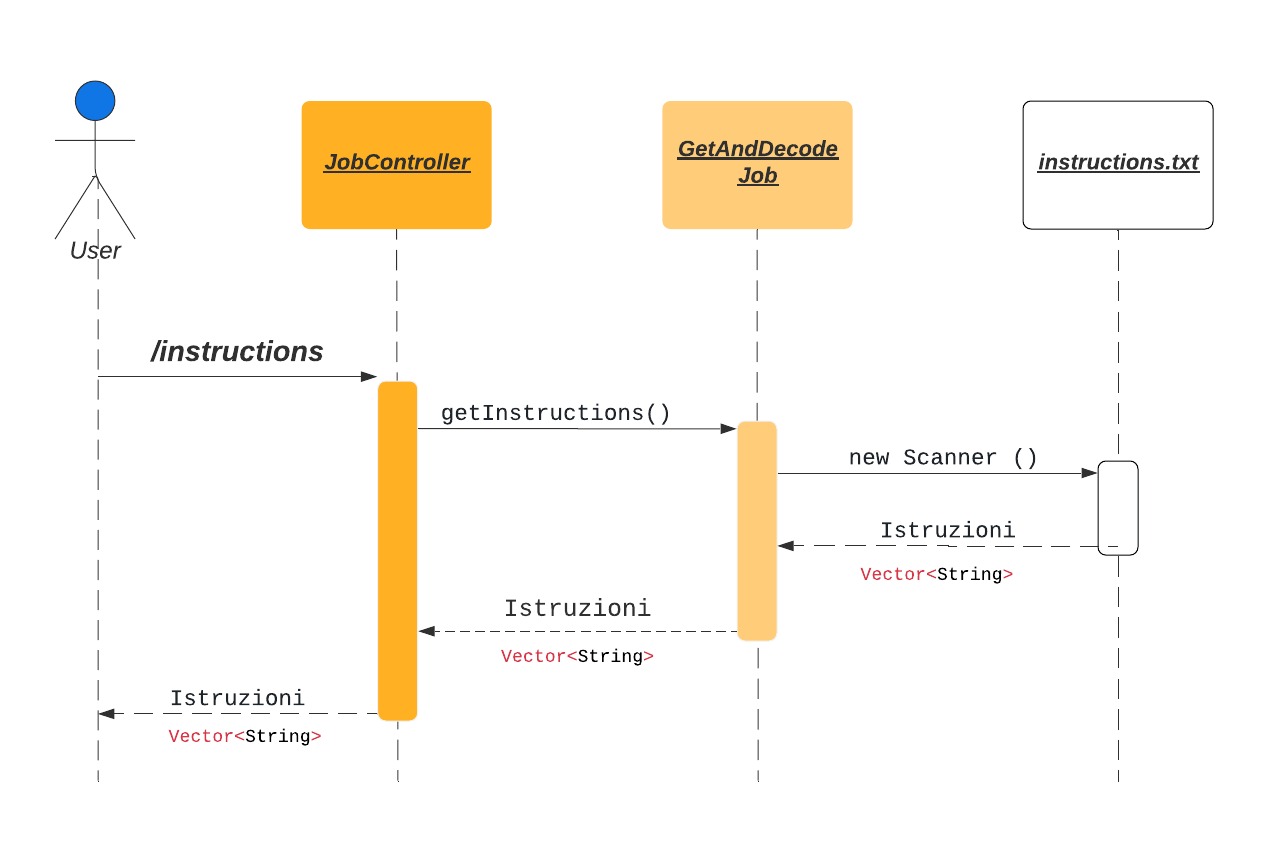 JobController
GetAndDecode
Job
instructions.txt
User
/instructions
getInstructions()
new Scanner ()
Istruzioni
Vector<String>
Istruzioni
Vector<String>
Istruzioni
Vector<String>